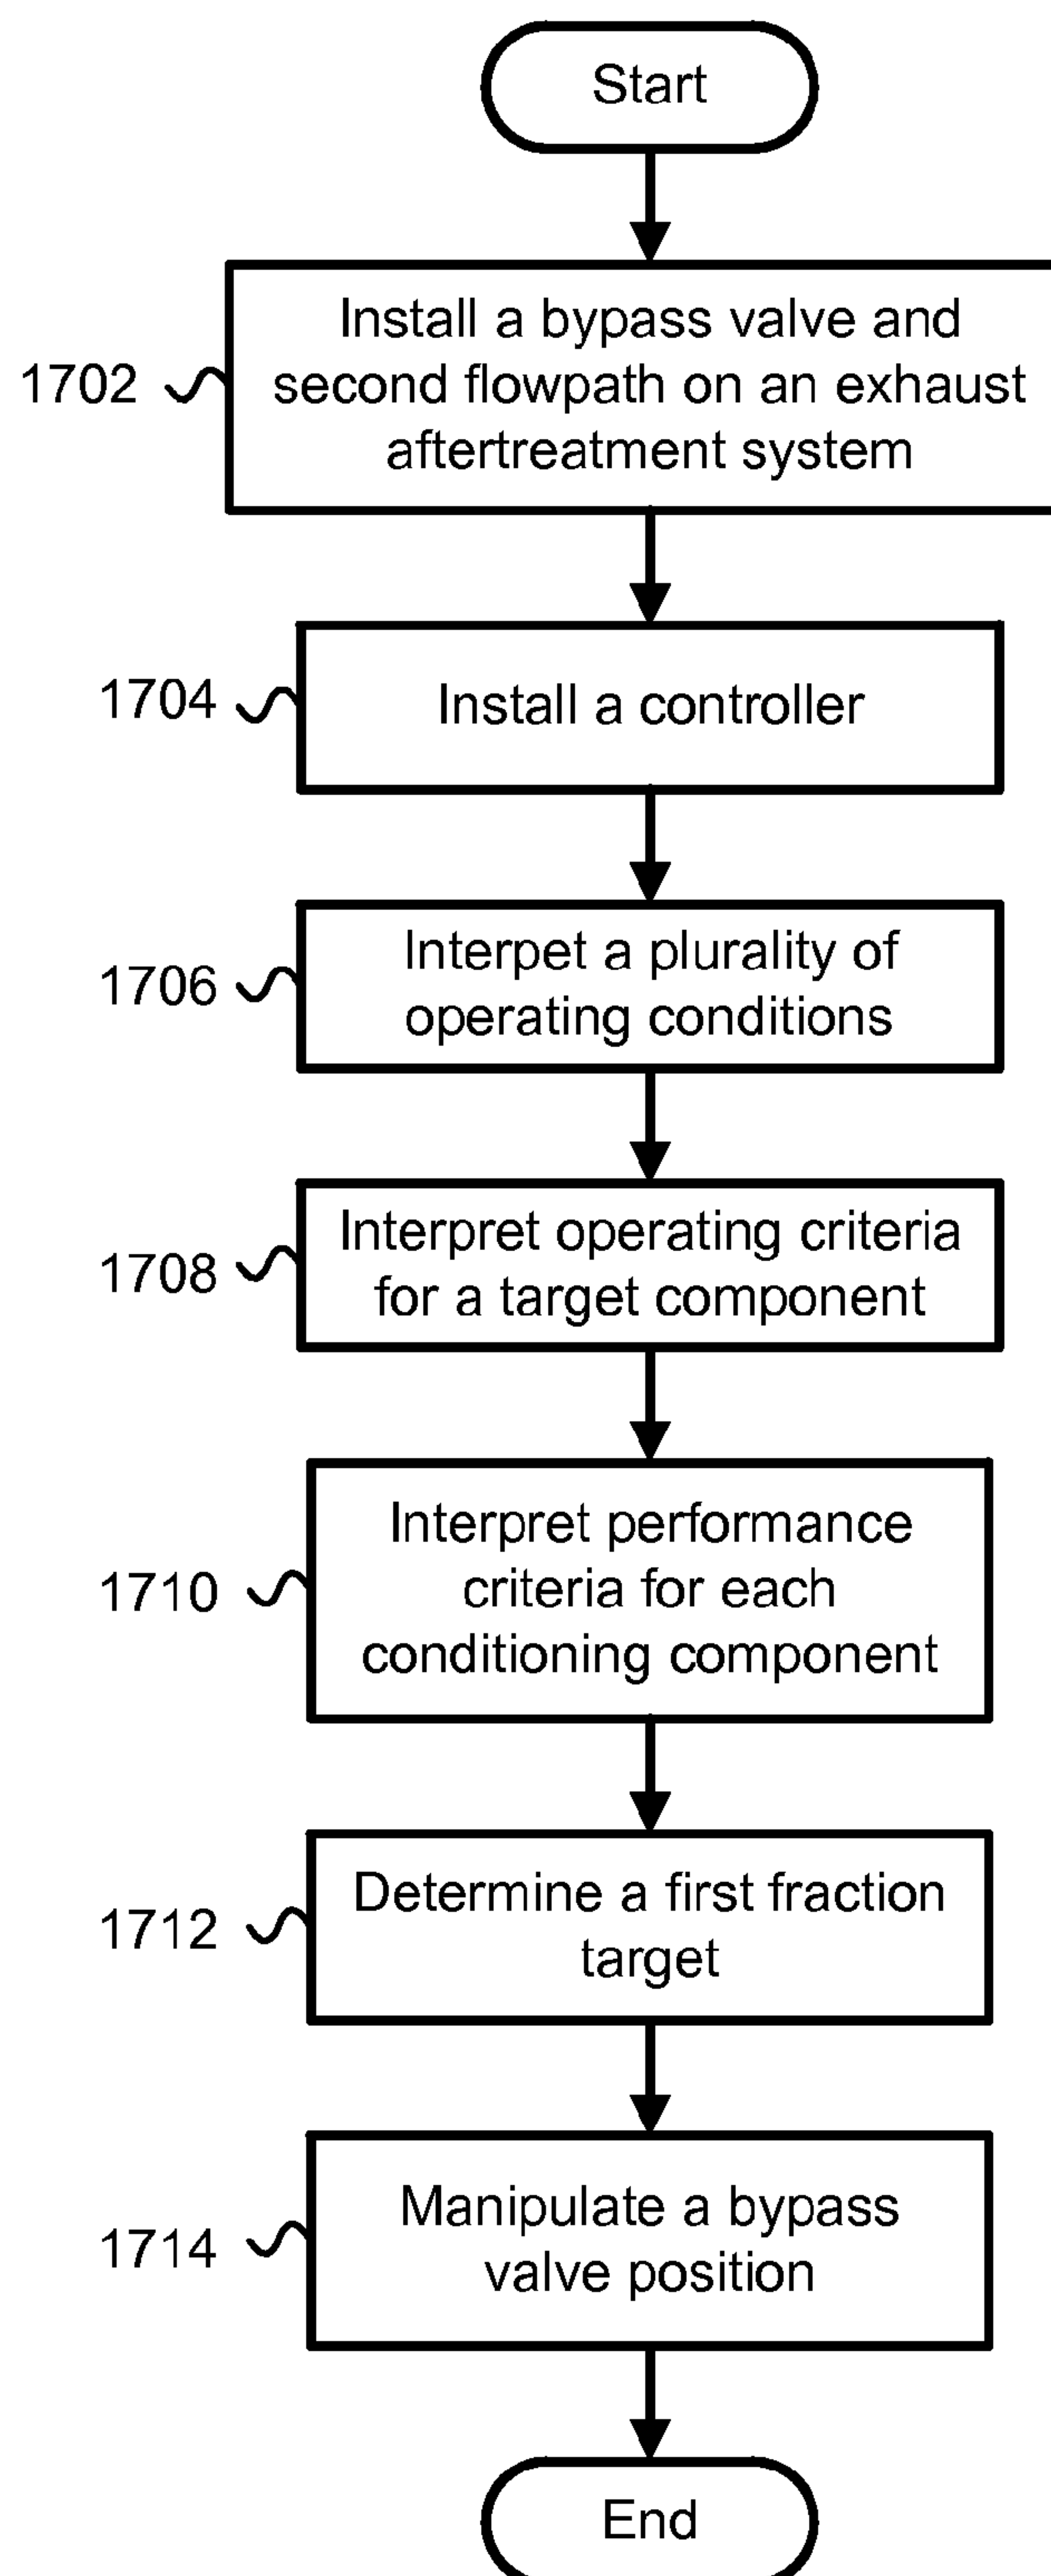 Start
1702
Install a bypass valve and
second flowpath on an exhaust
aftertreatment system
1704
Install a controller
1706
Interpet a plurality of
operating conditions
1708
Interpret operating criteria
for a target component
1710
Interpret performance
criteria for each
conditioning component
1712
Determine a first fraction
target
1714
Manipulate a bypass
valve position
End